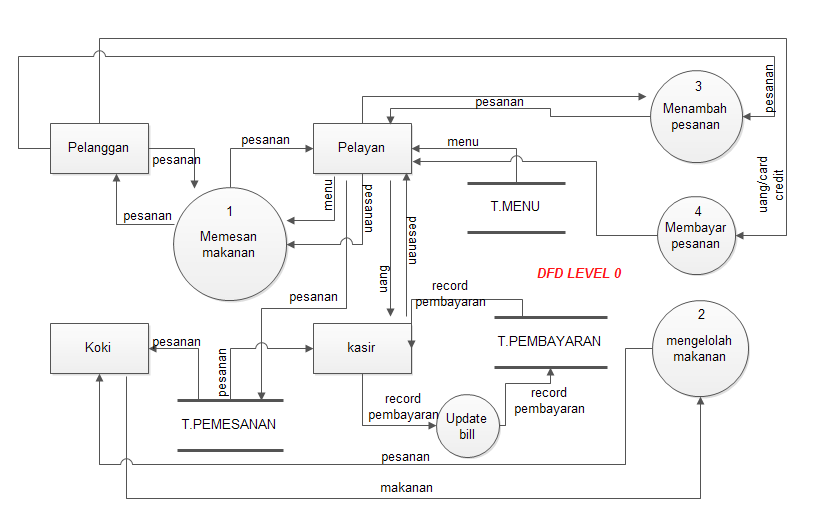 3
Menambah
pesanan
pesanan
pesanan
Pelanggan
pesanan
pesanan
Pelayan
menu
1
Memesan
makanan
pesanan
menu
pesanan
T.MENU
4
Membayar
pesanan
uang/card
credit
pesanan
uang
DFD LEVEL 0
pesanan
record
pembayaran
2
mengelolah
makanan
Koki
pesanan
pesanan
kasir
T.PEMBAYARAN
T.PEMESANAN
record
pembayaran
Update
bill
record
pembayaran
pesanan
makanan